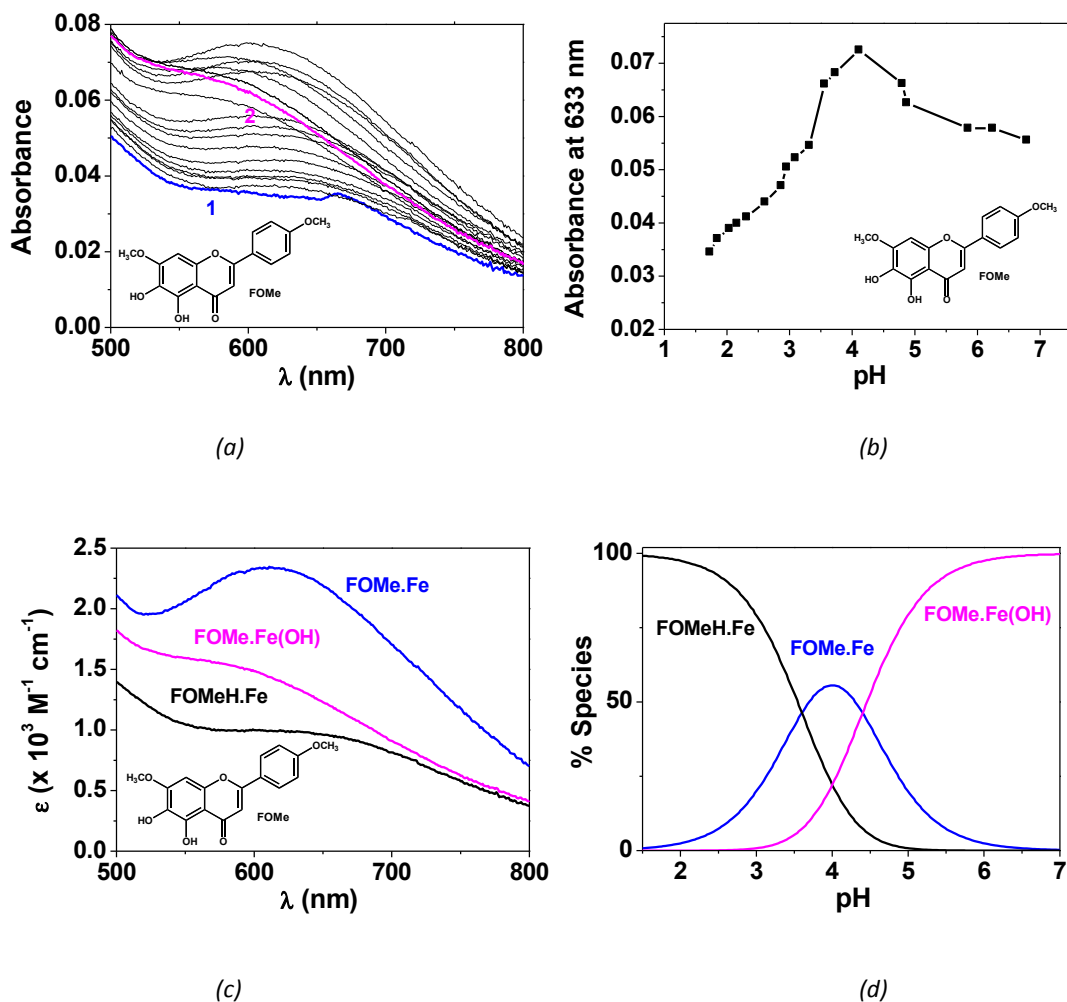 0.08
0.06
0.04
0.02
0.00
Absorbance
1
2
H₃CO
HO
OH
O
O
OCH₃
FOMe
500 600 700 800
λ (nm)
(a)
0.07
0.06
0.05
0.04
0.03
0.02
Absorbance at 633 nm
H₃CO
HO
OH
O
O
OCH₃
FOMe
1 2 3 4 5 6 7
pH
(b)
2.5
2.0
1.5
1.0
0.5
0.0
ε (x 10³ M⁻¹ cm⁻¹)
FOMe.Fe
FOMe.Fe(OH)
FOMeH.Fe
H₃CO
HO
OH
O
O
OCH₃
FOMe
500 600 700 800
λ (nm)
(c)
100
50
0
% Species
FOMeH.Fe
FOMe.Fe
FOMe.Fe(OH)
2 3 4 5 6 7
pH
(d)